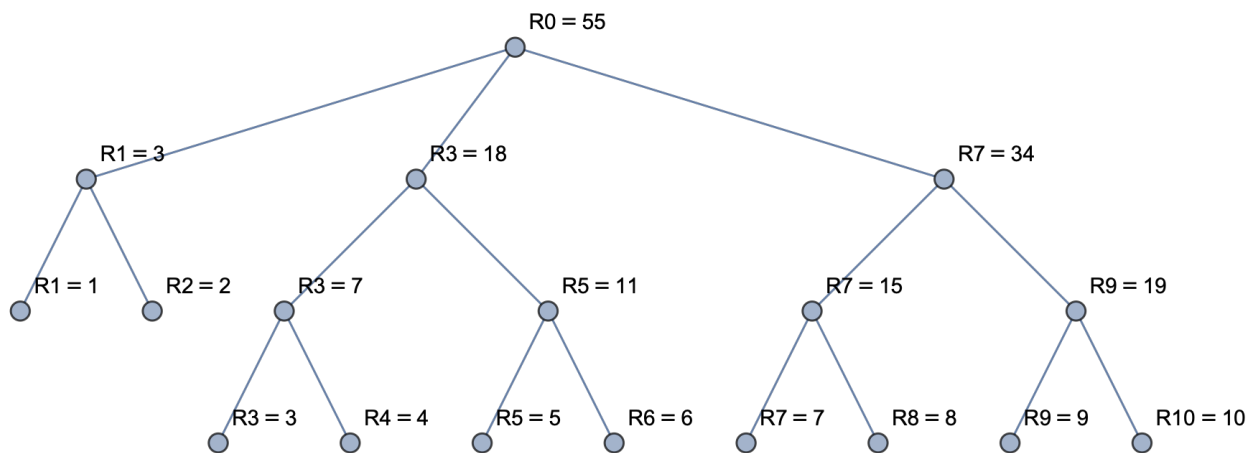 R0 = 55
R1 = 3
R3 = 18
R7 = 34
R1 = 1
R2 = 2
R3 = 7
R5 = 11
R7 = 15
R9 = 19
R3 = 3
R4 = 4
R5 = 5
R6 = 6
R7 = 7
R8 = 8
R9 = 9
R10 = 10